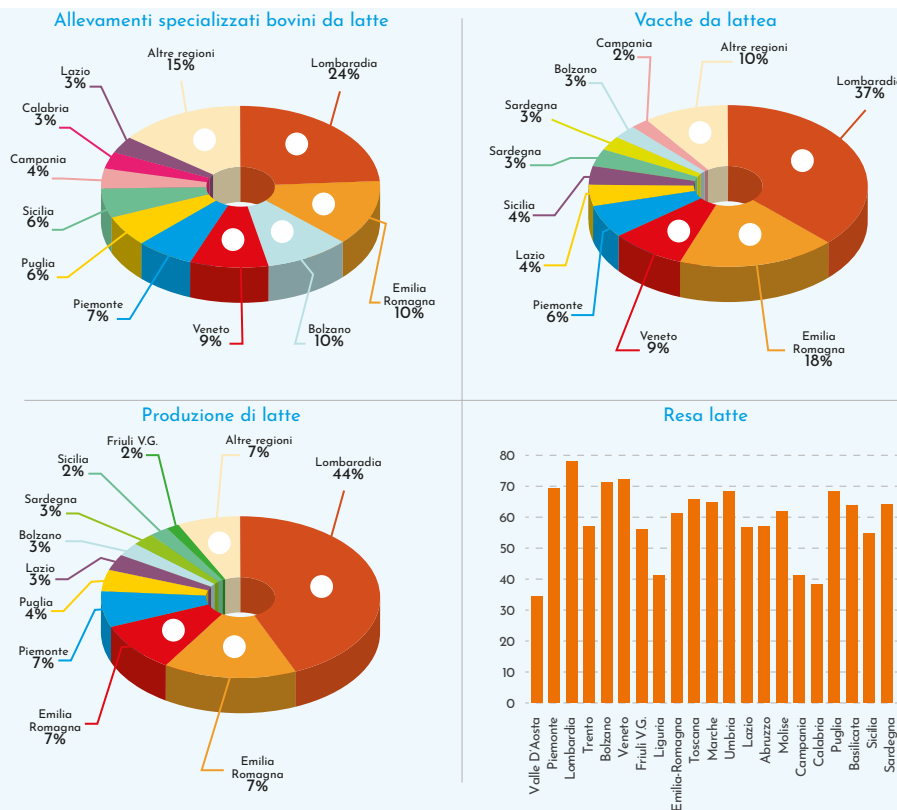 Allevamenti specializzati bovini da latte
Altre regioni
15%
Lombaradia
24%
Lazio
3%
Calabria
3%
Campania
4%
Sicilia
6%
Puglia
6%
Piemonte
7%
Veneto
9%
Bolzano
10%
Emilia
Romagna
10%
Vacche da lattea
Campania
2%
Altre regioni
10%
Bolzano
3%
Lombaradia
37%
Sardegna
3%
Sardegna
3%
Sicilia
4%
Lazio
4%
Piemonte
6%
Veneto
9%
Emilia
Romagna
18%
Produzione di latte
Friuli V.G.
2%
Altre regioni
7%
Sicilia
2%
Lombaradia
44%
Sardegna
3%
Bolzano
3%
Lazio
3%
Puglia
4%
Piemonte
7%
Emilia
Romagna
7%
Emilia
Romagna
7%
Resa latte
80
70
60
50
40
30
20
10
0
Valle D'Aosta
Piemonte
Lombardia
Trento
Bolzano
Veneto
Friuli V.G.
Liguria
Emilia-Romagna
Toscana
Marche
Umbria
Lazio
Abruzzo
Molise
Campania
Calabria
Puglia
Basilicata
Sicilia
Sardegna